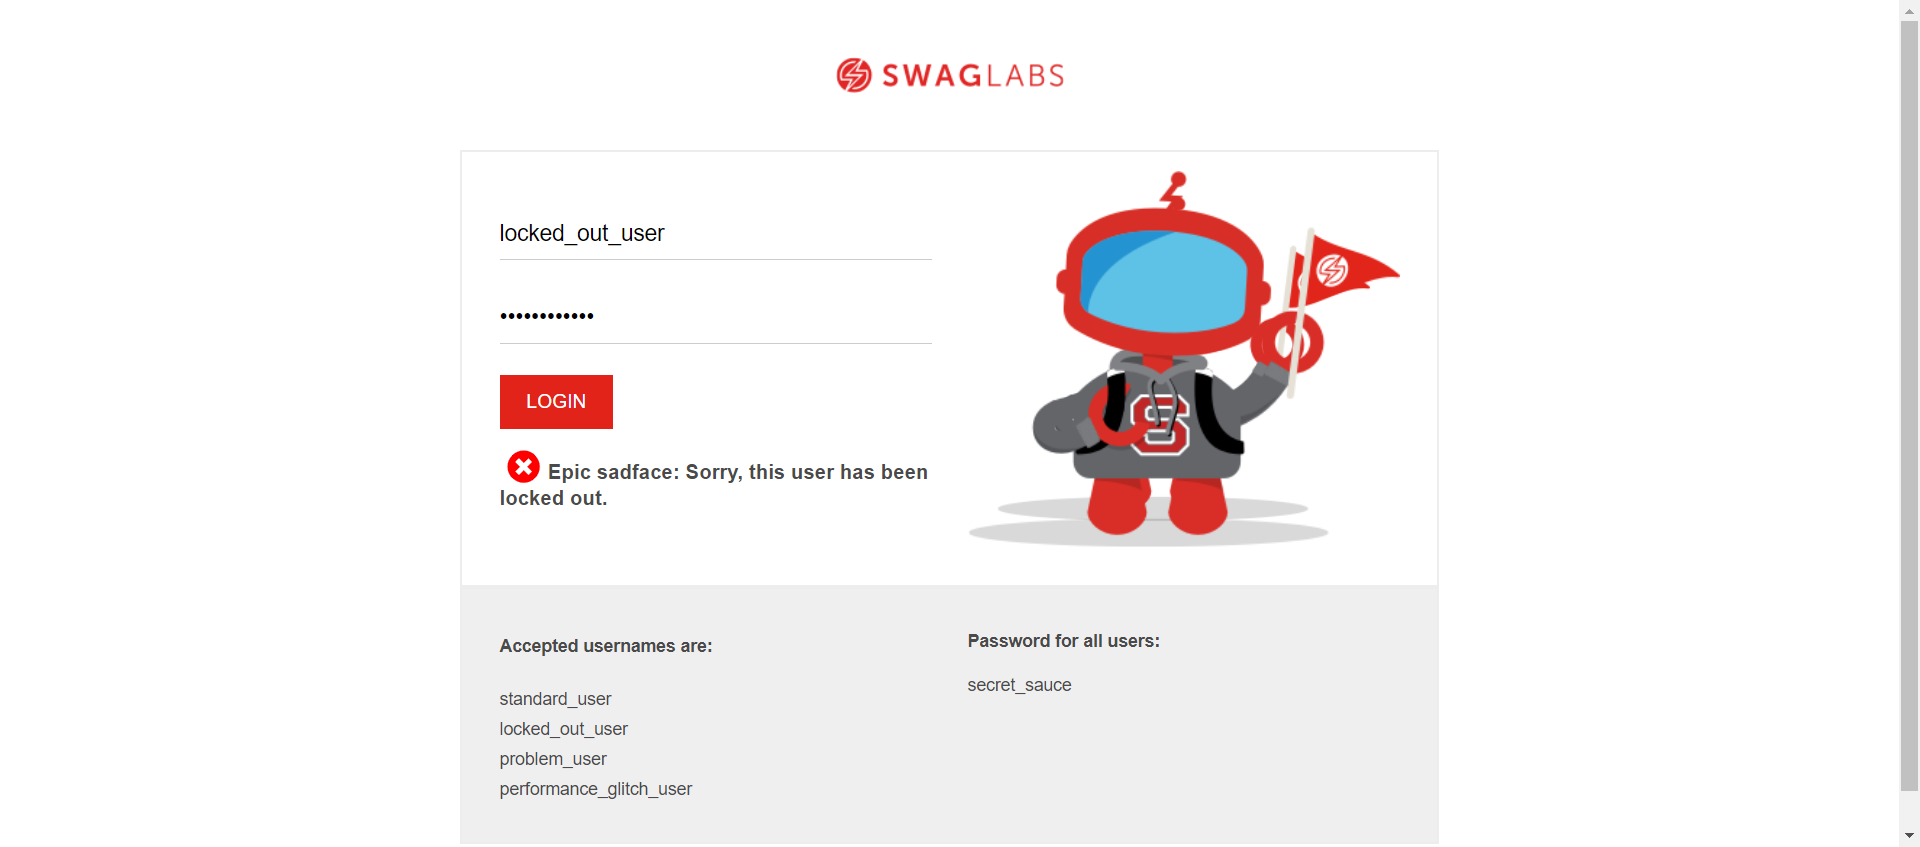 SWAGLABS
locked_out_user
••••••••••••
LOGIN
Epic sadface: Sorry, this user has been
locked out.
S
Accepted usernames are:
standard_user
locked_out_user
problem_user
performance_glitch_user
Password for all users:
secret_sauce